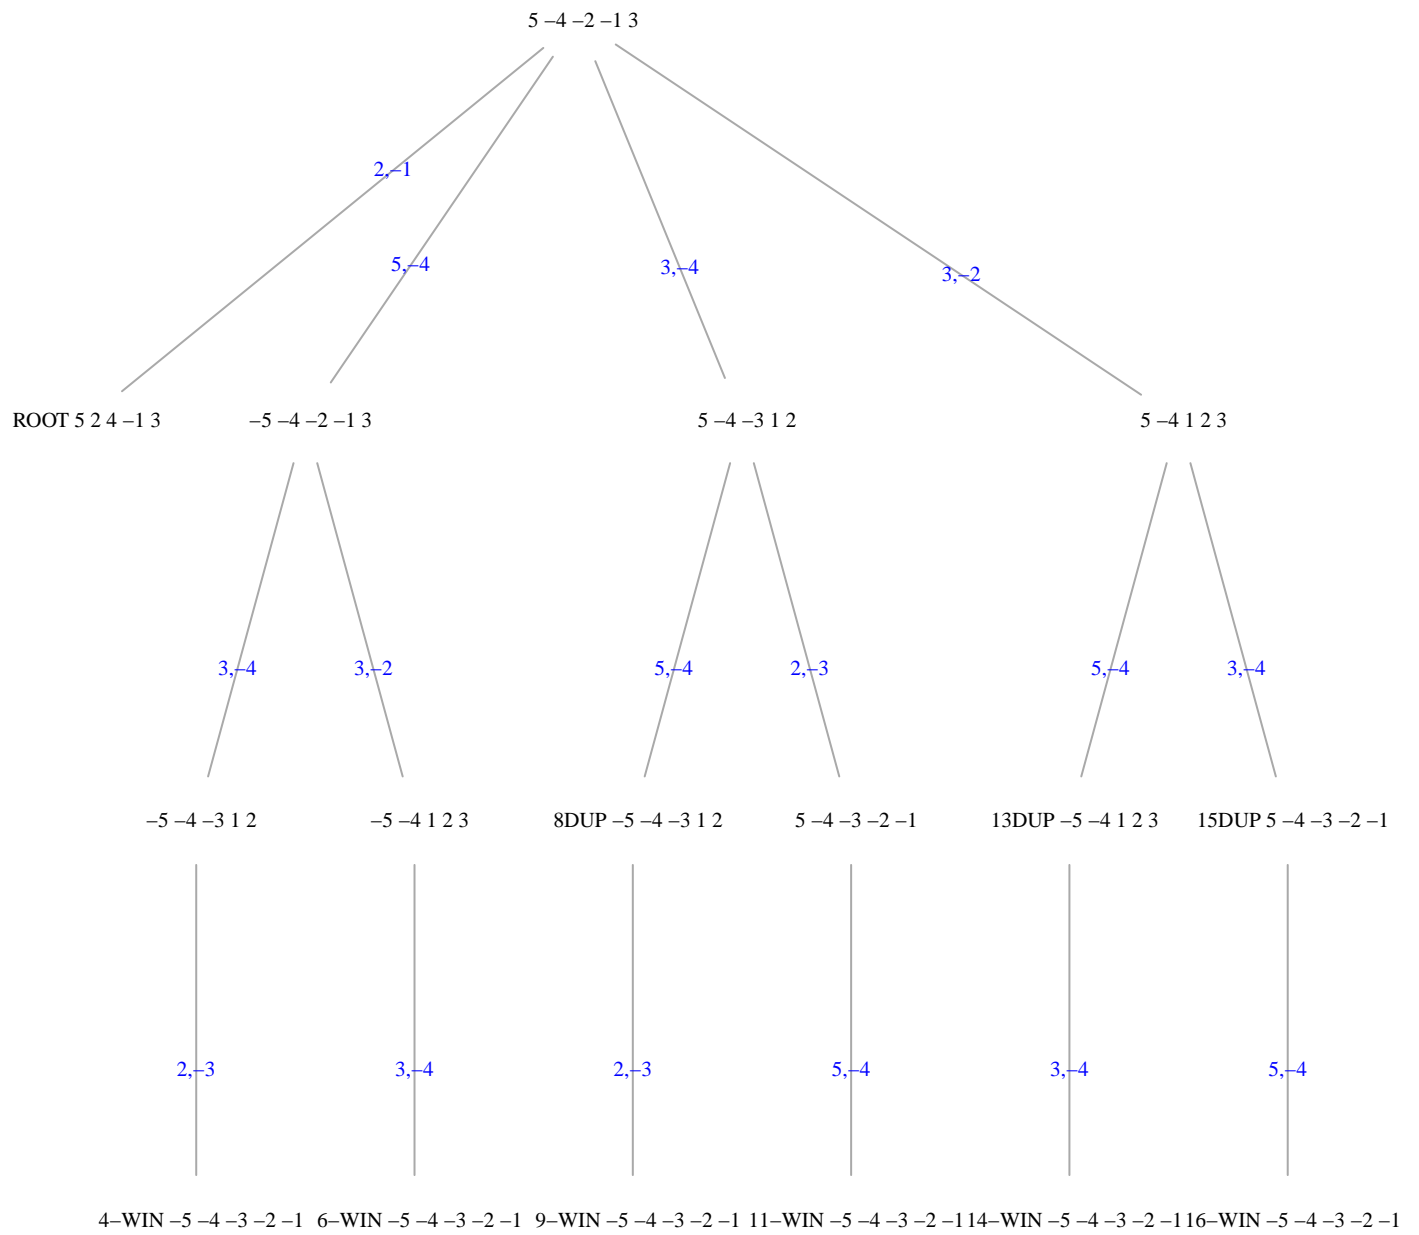 5 –4 –2 –1 3
2,–1
5,–4
3,–4
3,–2
ROOT 5 2 4 –1 3
–5 –4 –2 –1 3
5 –4 –3 1 2
5 –4 1 2 3
3,–4
3,–2
5,–4
2,–3
5,–4
3,–4
–5 –4 –3 1 2
–5 –4 1 2 3
8DUP –5 –4 –3 1 2
5 –4 –3 –2 –1
13DUP –5 –4 1 2 3
15DUP 5 –4 –3 –2 –1
2,–3
3,–4
2,–3
5,–4
3,–4
5,–4
4–WIN –5 –4 –3 –2 –1
6–WIN –5 –4 –3 –2 –1
9–WIN –5 –4 –3 –2 –1
11–WIN –5 –4 –3 –2 –1
14–WIN –5 –4 –3 –2 –1
16–WIN –5 –4 –3 –2 –1